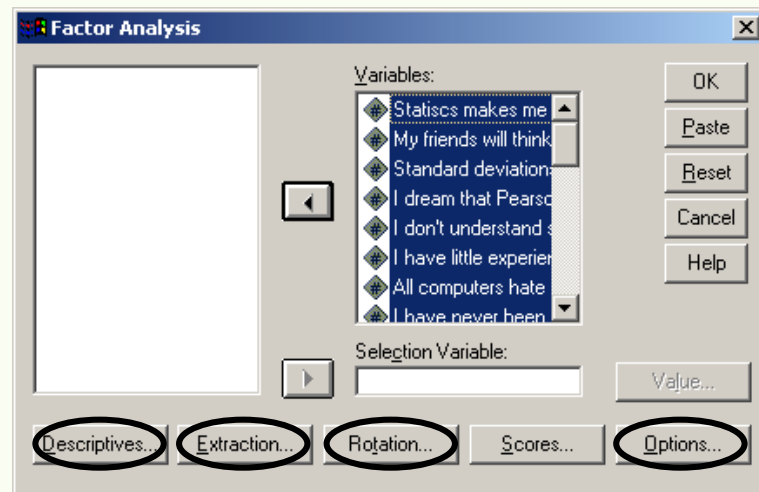 Factor Analysis
Variables:
Statiscs makes me
My friends will think
Standard deviation
I dream that Pearso
I don't understand s
I have little experier
All computers hate
I have never been
OK
Paste
Reset
Cancel
Help
Selection Variable:
Value...
Descriptives... Extraction... Rotation... Scores... Options...